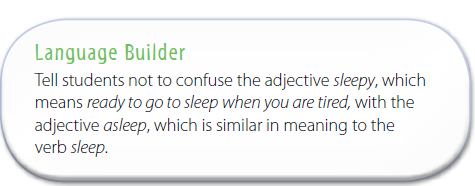 Language Builder
Tell students not to confuse the adjective sleepy, which
means ready to go to sleep when you are tired, with the
adjective asleep, which is similar in meaning to the
verb sleep.